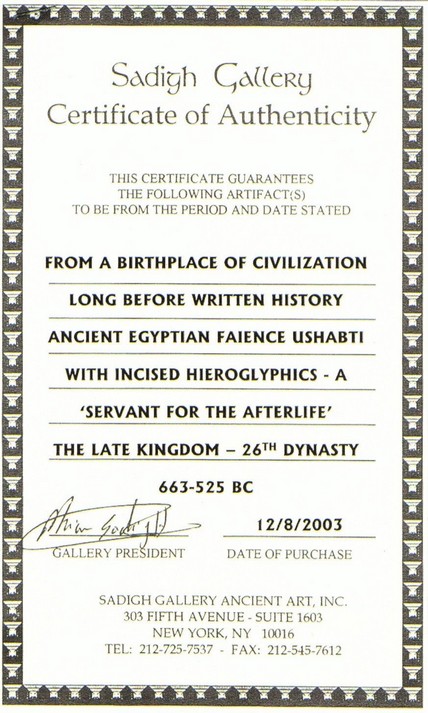 Sadigh Gallery
Certificate of Authenticity
THIS CERTIFICATE GUARANTEES
THE FOLLOWING ARTIFACT(S)
TO BE FROM THE PERIOD AND DATE STATED
FROM A BIRTHPLACE OF CIVILIZATION
LONG BEFORE WRITTEN HISTORY
ANCIENT EGYPTIAN FAIENCE USHABTI
WITH INCISED HIEROGLYPHICS - A
‘SERVANT FOR THE AFTERLIFE’
THE LATE KINGDOM – 26TH DYNASTY
663-525 BC
12/8/2003
GALLERY PRESIDENT DATE OF PURCHASE
SADIGH GALLERY ANCIENT ART, INC.
303 FIFTH AVENUE - SUITE 1603
NEW YORK, NY 10016
TEL: 212-725-7537 - FAX: 212-545-7612